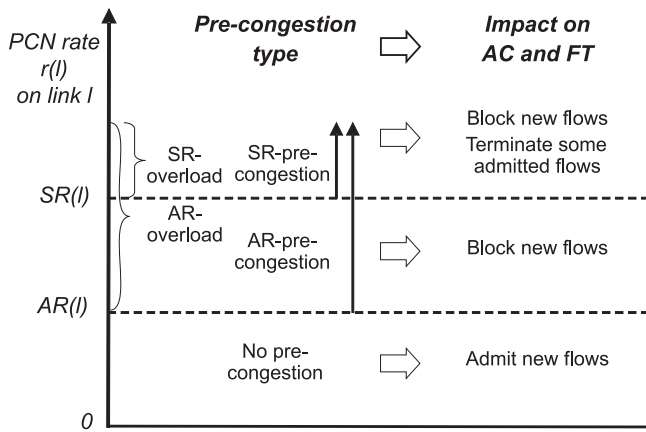 PCN rate
r(l)
on link l
Pre-congestion
type
Impact on
AC and FT
Block new flows
Terminate some
admitted flows
SR-
overload
SR-pre-
congestion
SR(l)
AR-
overload
AR-pre-
congestion
Block new flows
AR(l)
No pre-
congestion
Admit new flows
0